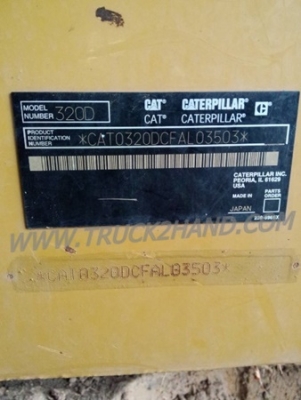 MODEL NUMBER 320D
CAT CATERPILLAR
CAT CATERPILLAR
PRODUCT IDENTIFICATION NUMBER *CAT0320DCFAL03503*
CATERPILLAR INC.
PEORIA, IL 61629
USA
MADE IN PARTS ORDER
JAPAN
WWW.TRUCK2HAND.COM
*CAT0320DCFAL03503*